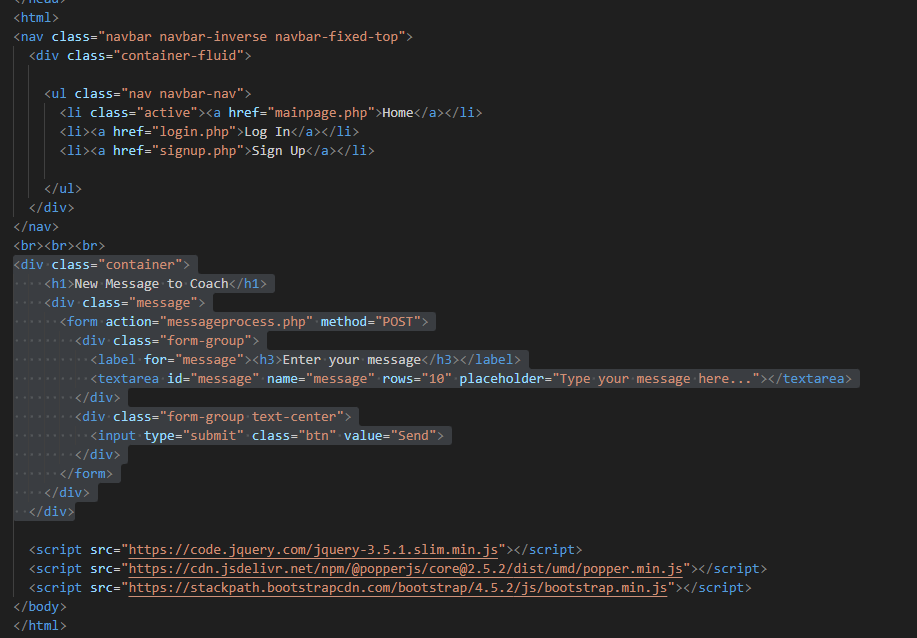 </head>
<html>
<nav class="navbar navbar-inverse navbar-fixed-top">
<div class="container-fluid">
<ul class="nav navbar-nav">
<li class="active"><a href="mainpage.php">Home</a></li>
<li><a href="login.php">Log In</a></li>
<li><a href="signup.php">Sign Up</a></li>
</ul>
</div>
</nav>
<br><br><br>
<div class="container">
<h1>New Message to Coach</h1>
<div class="message">
<form action="messageprocess.php" method="POST">
<div class="form-group">
<label for="message"><h3>Enter your message</h3></label>
<textarea id="message" name="message" rows="10" placeholder="Type your message here..."></textarea>
</div>
<div class="form-group text-center">
<input type="submit" class="btn" value="Send">
</div>
</form>
</div>
</div>
<script src="https://code.jquery.com/jquery-3.5.1.slim.min.js"></script>
<script src="https://cdn.jsdelivr.net/npm/@popperjs/core@2.5.2/dist/umd/popper.min.js"></script>
<script src="https://stackpath.bootstrapcdn.com/bootstrap/4.5.2/js/bootstrap.min.js"></script>
</body>
</html>